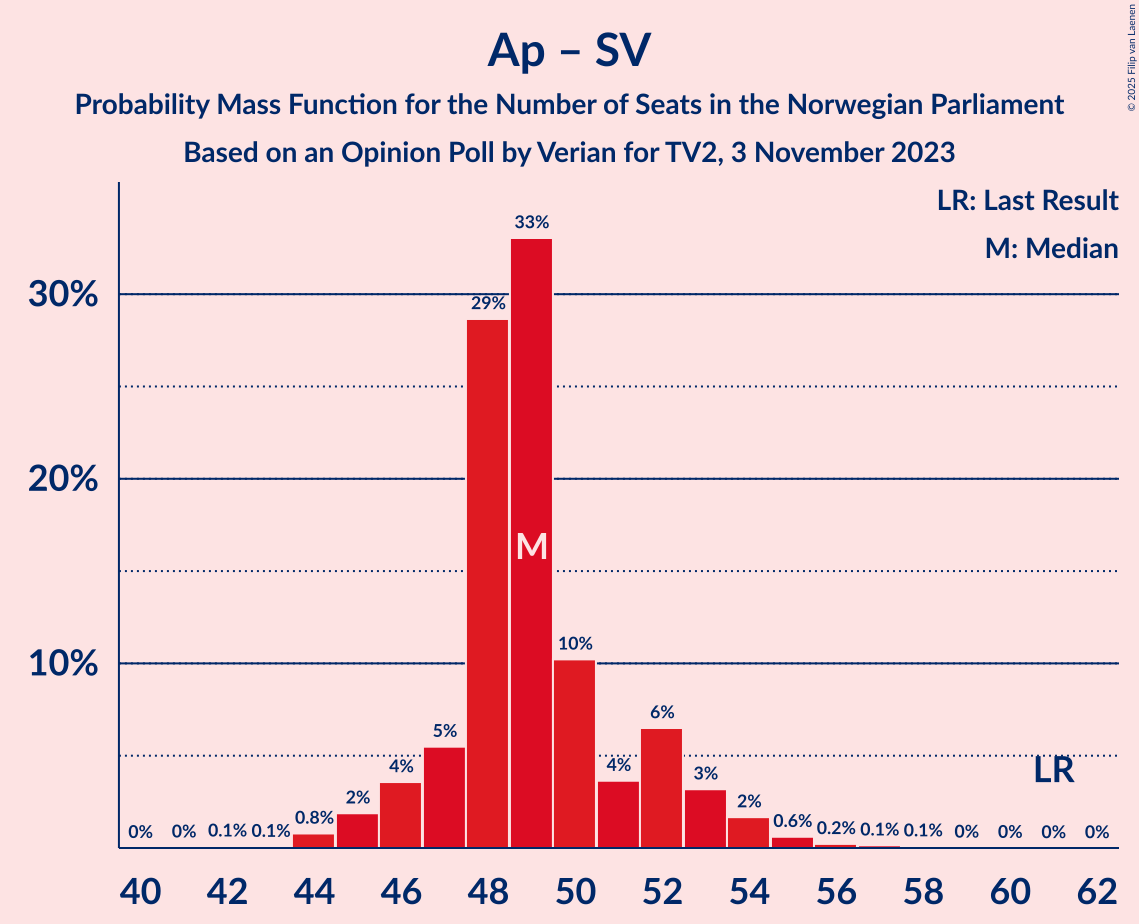 Ap – SV
Probability Mass Function for the Number of Seats in the Norwegian Parliament
Based on an Opinion Poll by Verian for TV2, 3 November 2023
© 2025 Filip van Laenen
LR: Last Result
M: Median
30%
20%
10%
0% 0% 0.1% 0.1% 0.8% 2% 4% 5% 29% 33% 10% 4% 6% 3% 2% 0.6% 0.2% 0.1% 0.1% 0% 0% 0% 0%
M
LR
40 42 44 46 48 50 52 54 56 58 60 62